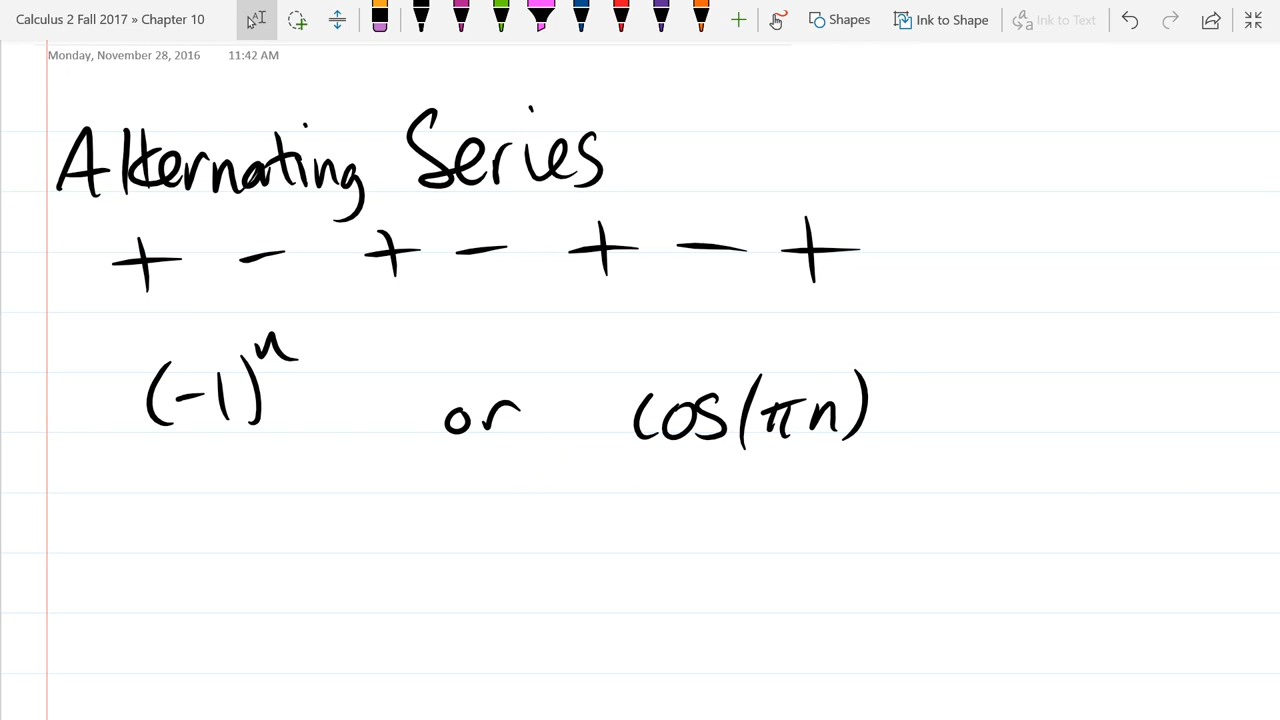 Calculus 2 Fall 2017 » Chapter 10 Shapes Ink to Shape Ink to Text
Monday, November 28, 2016 11:42 AM
Alternating Series
+ - + - + - +
(-1)^n or cos(πn)